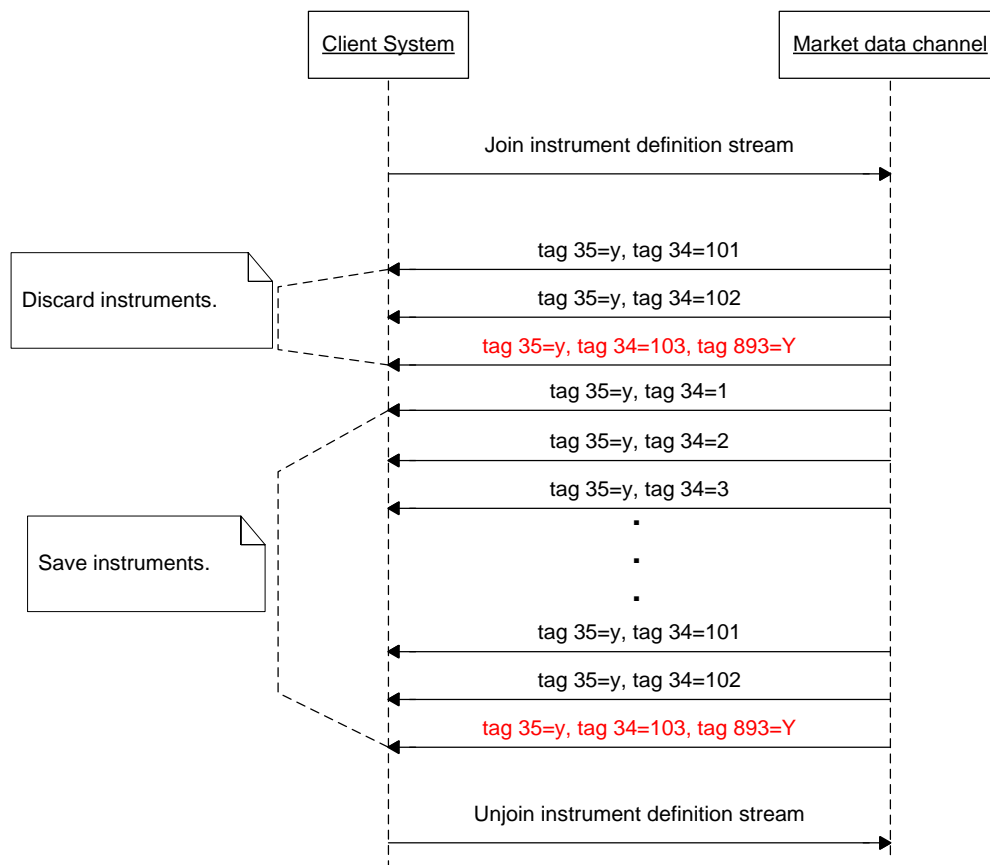 Client System
Market data channel
Join instrument definition stream
tag 35=y, tag 34=101
Discard instruments.
tag 35=y, tag 34=102
tag 35=y, tag 34=103, tag 893=Y
tag 35=y, tag 34=1
tag 35=y, tag 34=2
tag 35=y, tag 34=3
Save instruments.
tag 35=y, tag 34=101
tag 35=y, tag 34=102
tag 35=y, tag 34=103, tag 893=Y
Unjoin instrument definition stream